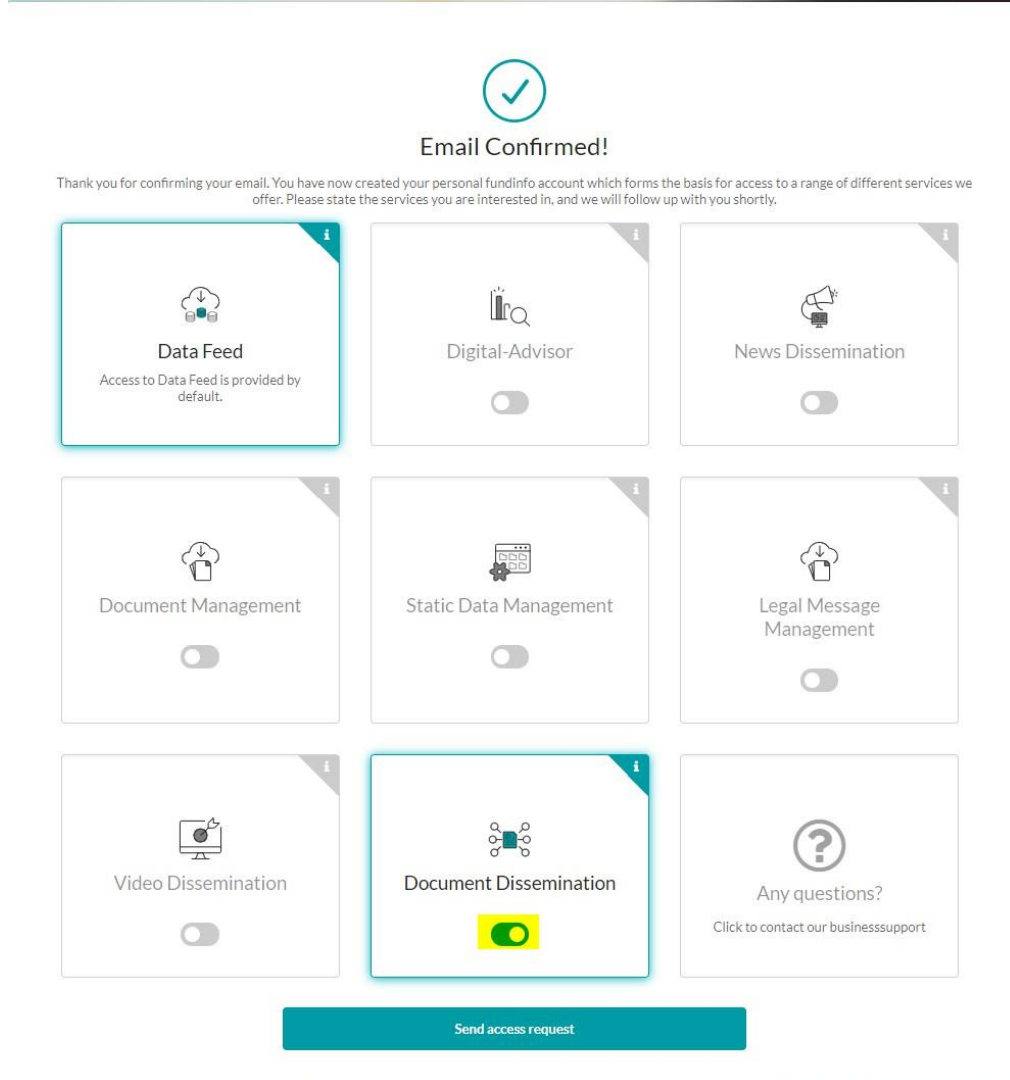 Email Confirmed!
Thank you for confirming your email. You have now created your personal fundinfo account which forms the basis for access to a range of different services we
offer. Please state the services you are interested in, and we will follow up with you shortly.
i
i
i
Data Feed
Access to Data Feed is provided by
default.
Digital-Advisor
News Dissemination
i
i
i
Document Management
Static Data Management
Legal Message
Management
i
i
Video Dissemination
Document Dissemination
?
Any questions?
Click to contact our businesssupport
Send access request